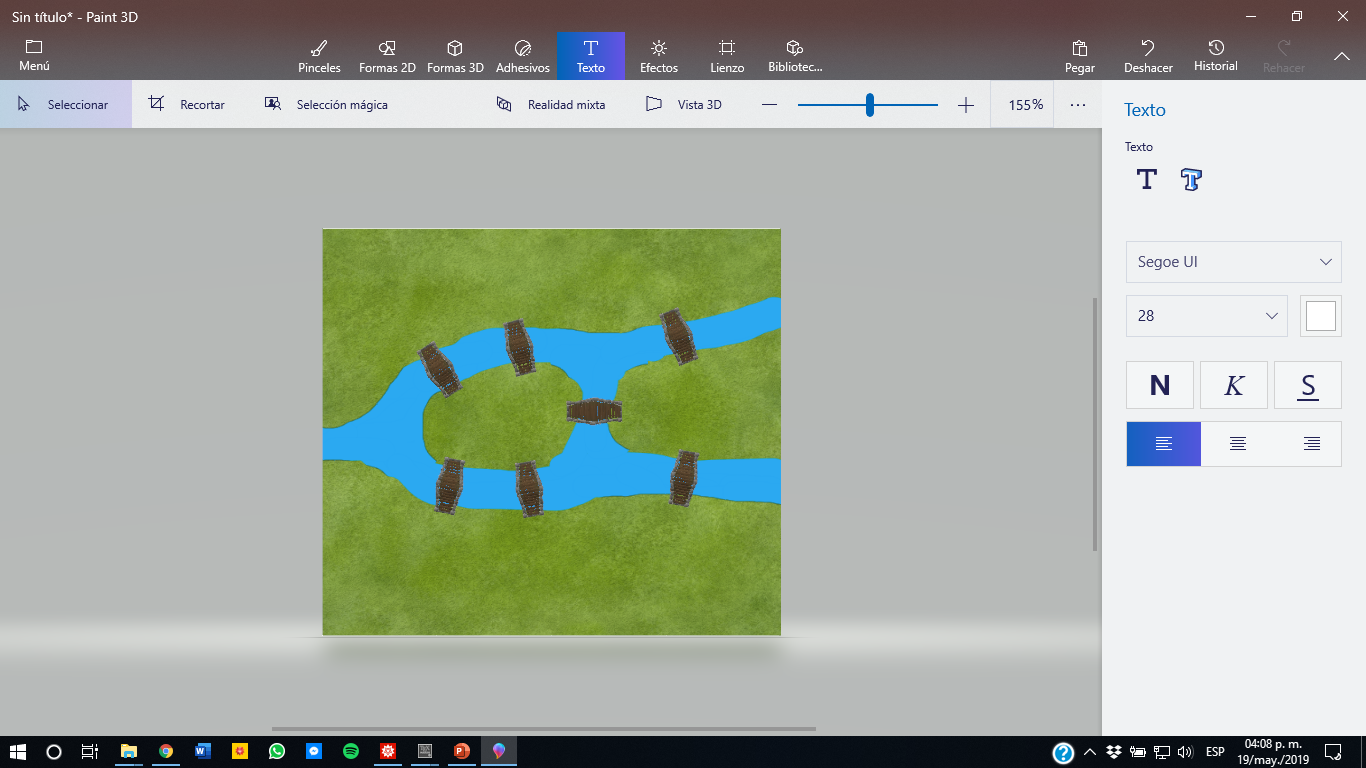 Sin título* - Paint 3D
Menú
Pinceles
Formas 2D
Formas 3D
Adhesivos
Texto
Efectos
Lienzo
Bibliotec...
Pegar
Deshacer
Historial
Rehacer
Seleccionar
Recortar
Selección mágica
Realidad mixta
Vista 3D
155%
Texto
Texto
Segoe UI
28
N
K
S
ESP
04:08 p. m.
19/may./2019